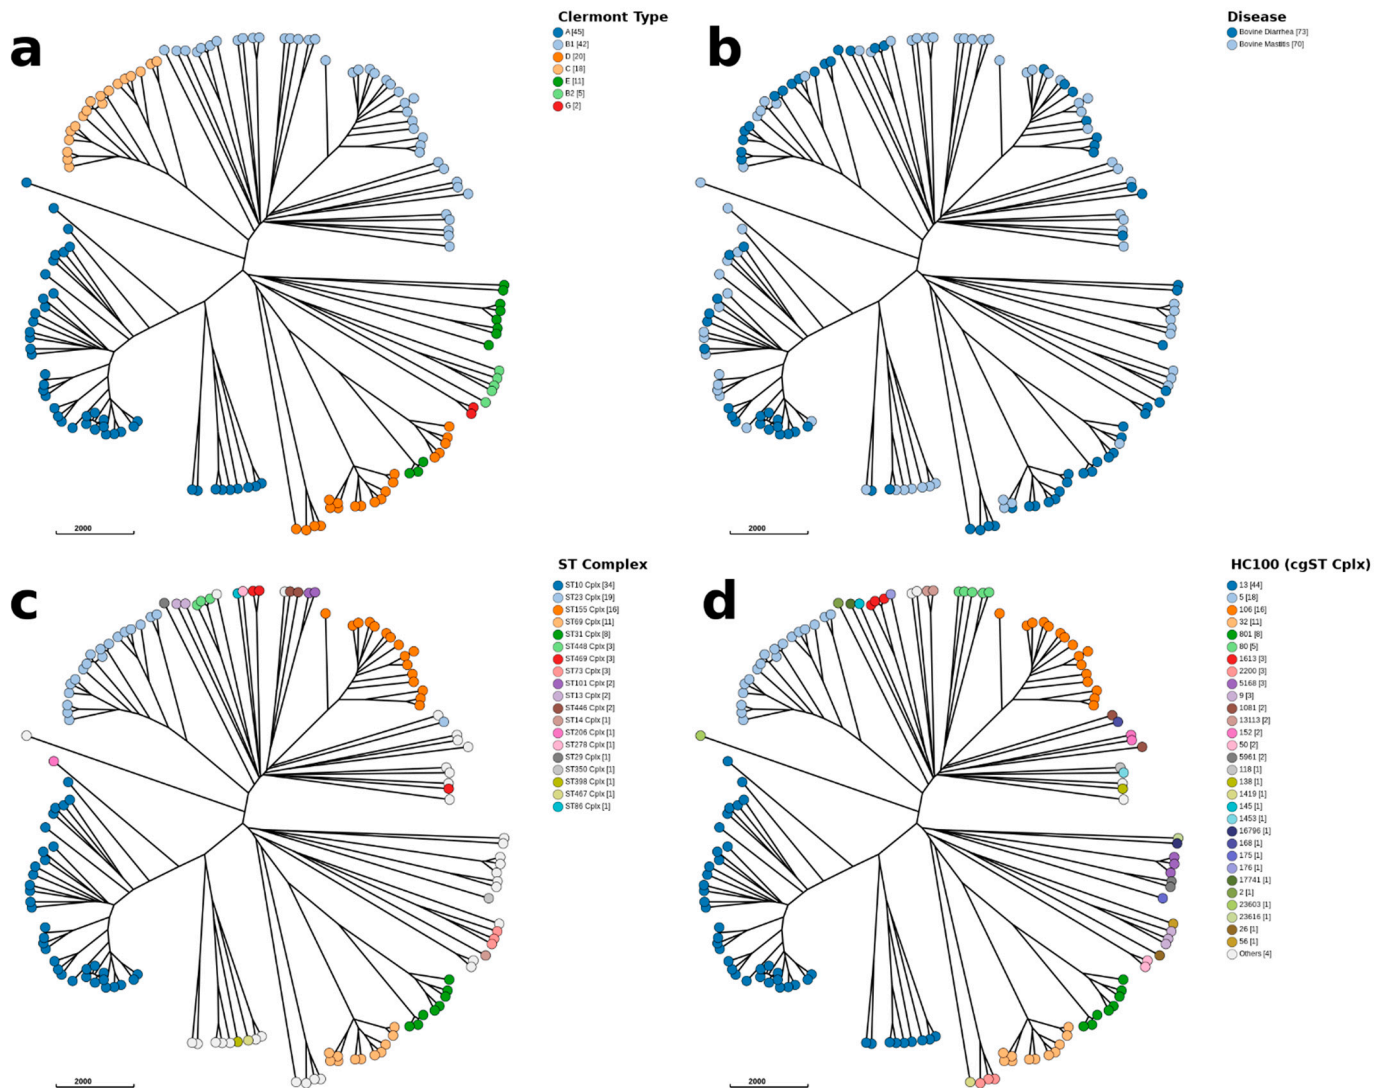 a
Clermont Type
A [45]
B1 [42]
D [20]
C [18]
E [11]
B2 [5]
G [2]
2000
b
Disease
Bovine Diarrhea [73]
Bovine Mastitis [70]
2000
c
ST Complex
ST10 Cplx [34]
ST23 Cplx [19]
ST155 Cplx [16]
ST69 Cplx [11]
ST31 Cplx [8]
ST448 Cplx [3]
ST469 Cplx [3]
ST73 Cplx [3]
ST101 Cplx [2]
ST13 Cplx [2]
ST446 Cplx [2]
ST14 Cplx [1]
ST206 Cplx [1]
ST278 Cplx [1]
ST29 Cplx [1]
ST350 Cplx [1]
ST398 Cplx [1]
ST467 Cplx [1]
ST86 Cplx [1]
2000
d
HC100 (cgST Cplx)
13 [44]
5 [18]
106 [16]
32 [11]
801 [8]
80 [5]
1613 [3]
2200 [3]
5168 [3]
9 [3]
1081 [2]
13113 [2]
152 [2]
50 [2]
5961 [2]
118 [1]
138 [1]
1419 [1]
145 [1]
1453 [1]
16796 [1]
168 [1]
175 [1]
176 [1]
17741 [1]
2 [1]
23603 [1]
23616 [1]
26 [1]
56 [1]
Others [4]
2000